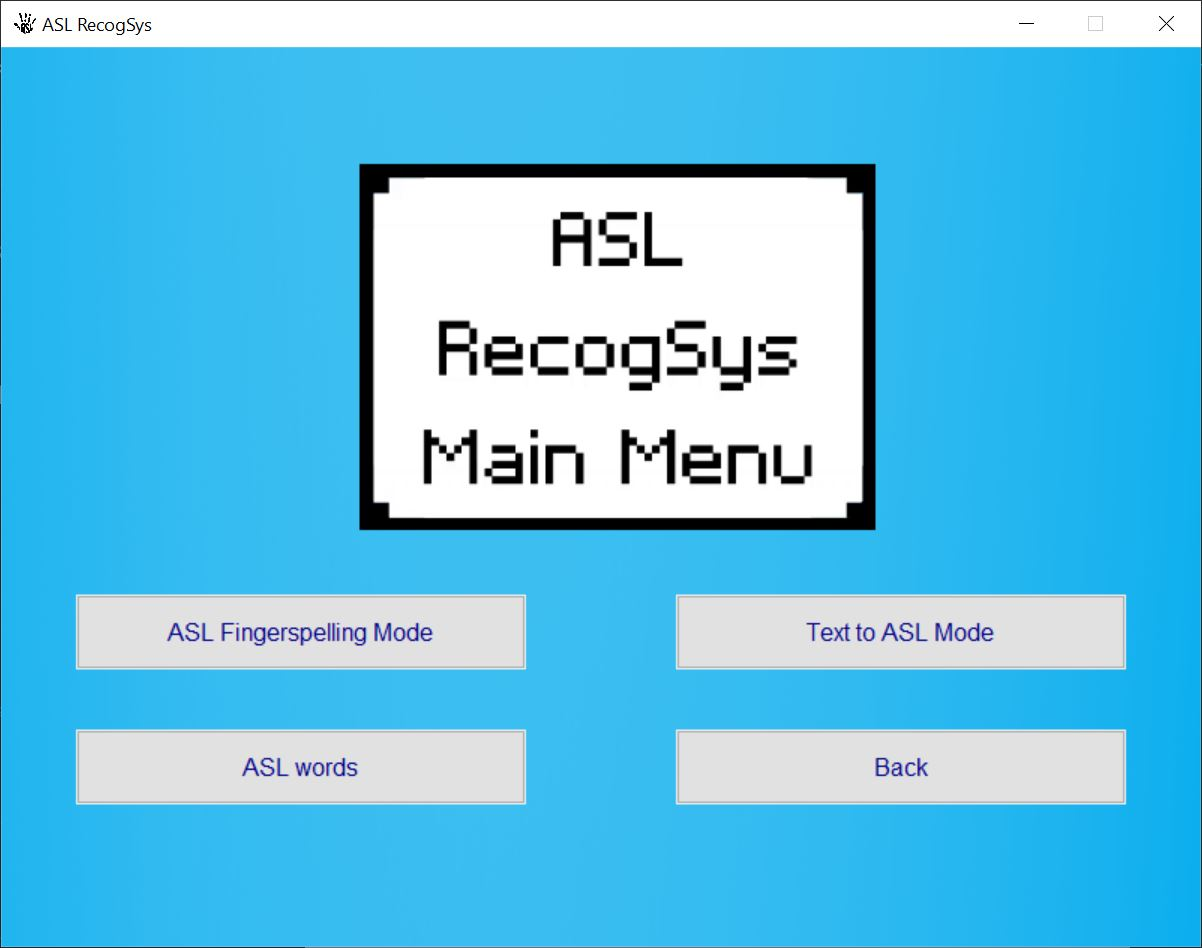 ASL RecogSys
ASL
RecogSys
Main Menu
ASL Fingerspelling Mode
Text to ASL Mode
ASL words
Back